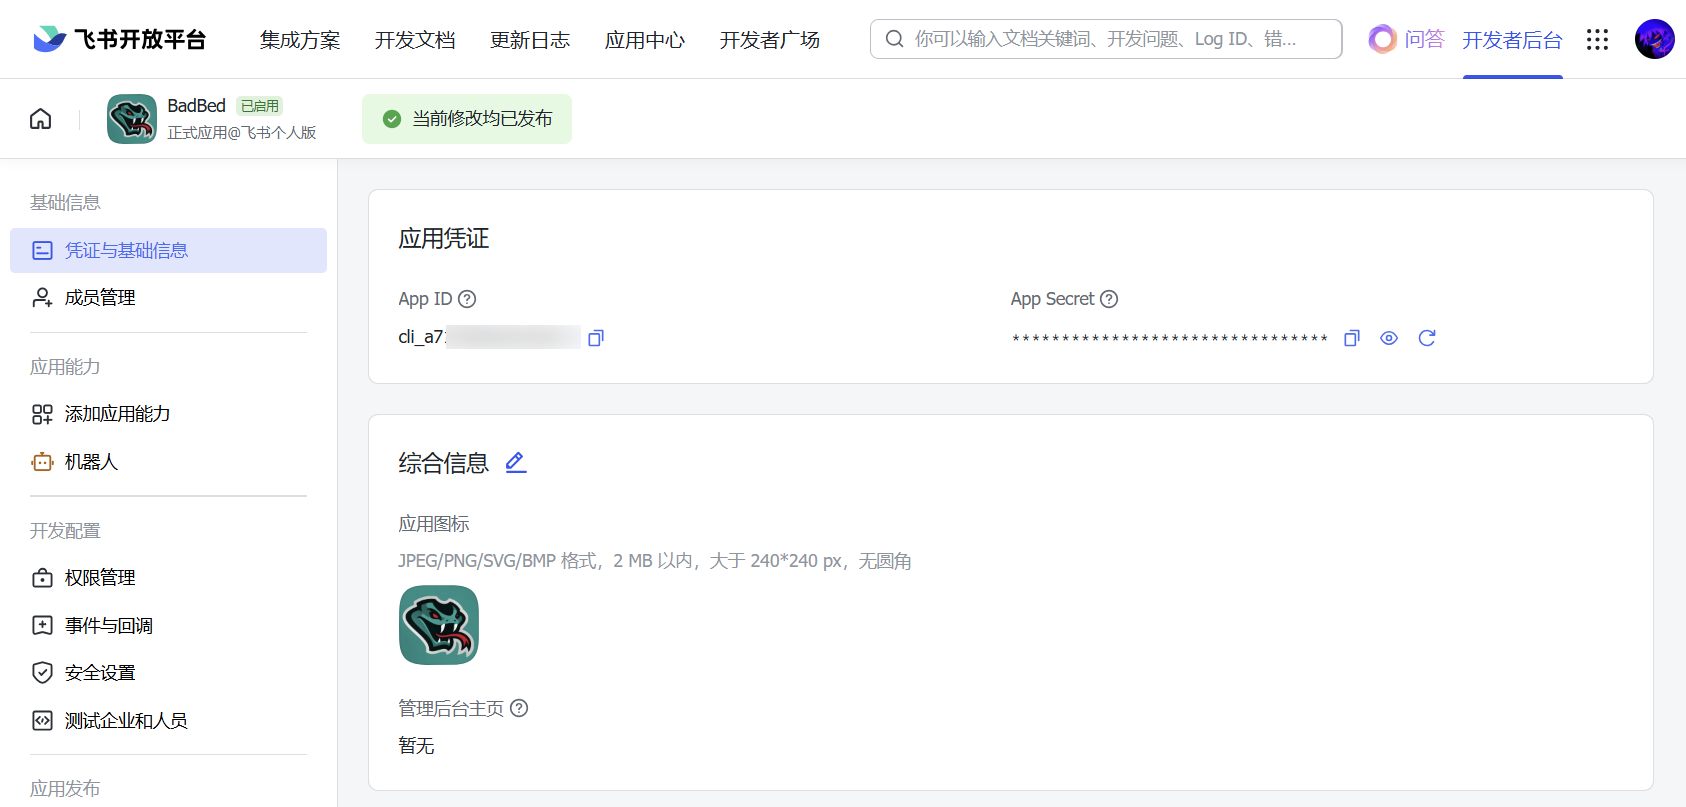 飞书开放平台
集成方案
开发文档
更新日志
应用中心
开发者广场
你可以输入文档关键词、开发问题、Log ID、错...
问答
开发者后台
BadBed 已启用
正式应用@飞书个人版
当前修改均已发布
基础信息
凭证与基础信息
成员管理
应用能力
添加应用能力
机器人
开发配置
权限管理
事件与回调
安全设置
测试企业和人员
应用发布
应用凭证
App ID
cli_a7
App Secret
********************************
综合信息
应用图标
JPEG/PNG/SVG/BMP 格式，2 MB 以内，大于 240*240 px，无圆角
管理后台主页
暂无